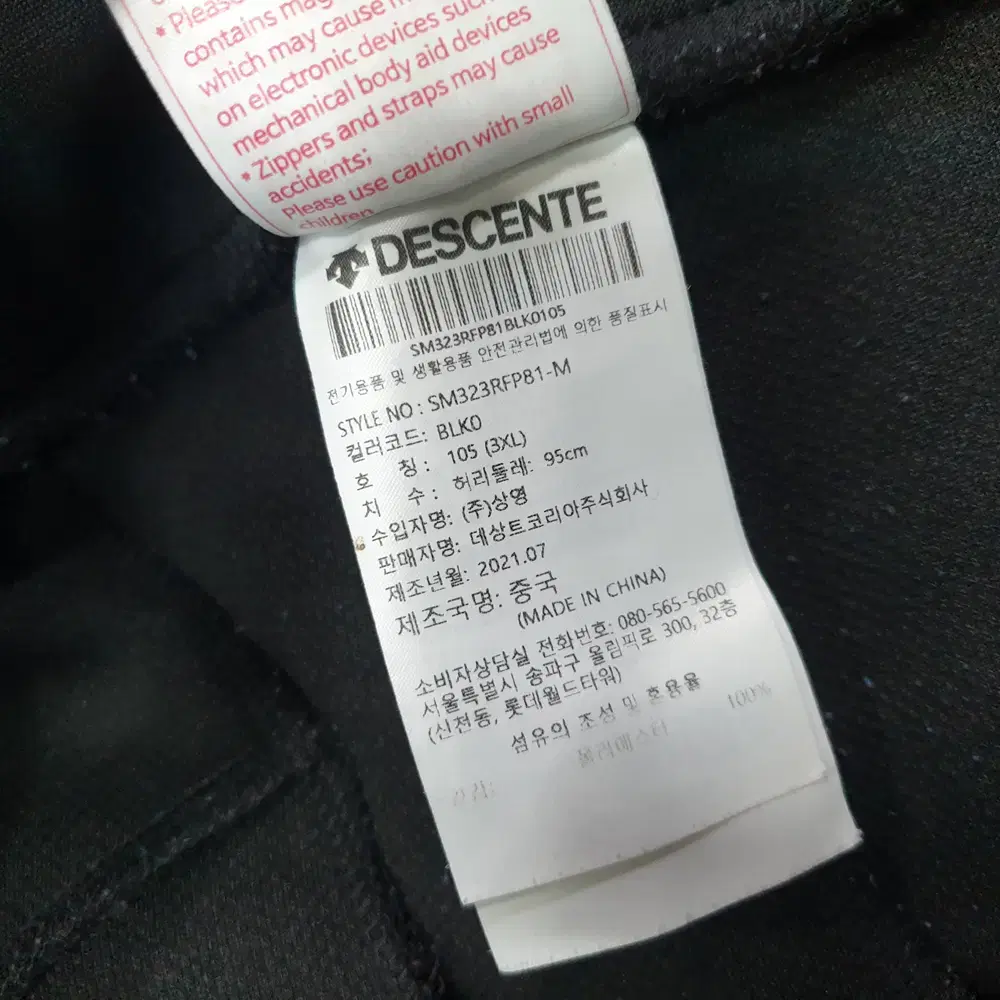 * Please
contains mag
which may cause
on electronic devices such
mechanical body aid devices
* Zippers and straps may cause
accidents;
Please use caution with small
children
DESCENTE
SM323RFP81BLK0105
전기용품 및 생활용품 안전관리법에 의한 품질표시
STYLE NO : SM323RFP81-M
컬러코드: BLK0
호 칭 : 105 (3XL)
치 수 : 허리둘레: 95cm
수입자명: (주)상영
판매자명: 데상트코리아주식회사
제조년월: 2021.07
제조국명: 중국
(MADE IN CHINA)
소비자상담실 전화번호: 080-565-5600
서울특별시 송파구 올림픽로 300, 32층
(신천동, 롯데월드타워)
섬유의 조성 및 혼용율
폴리에스터 100%